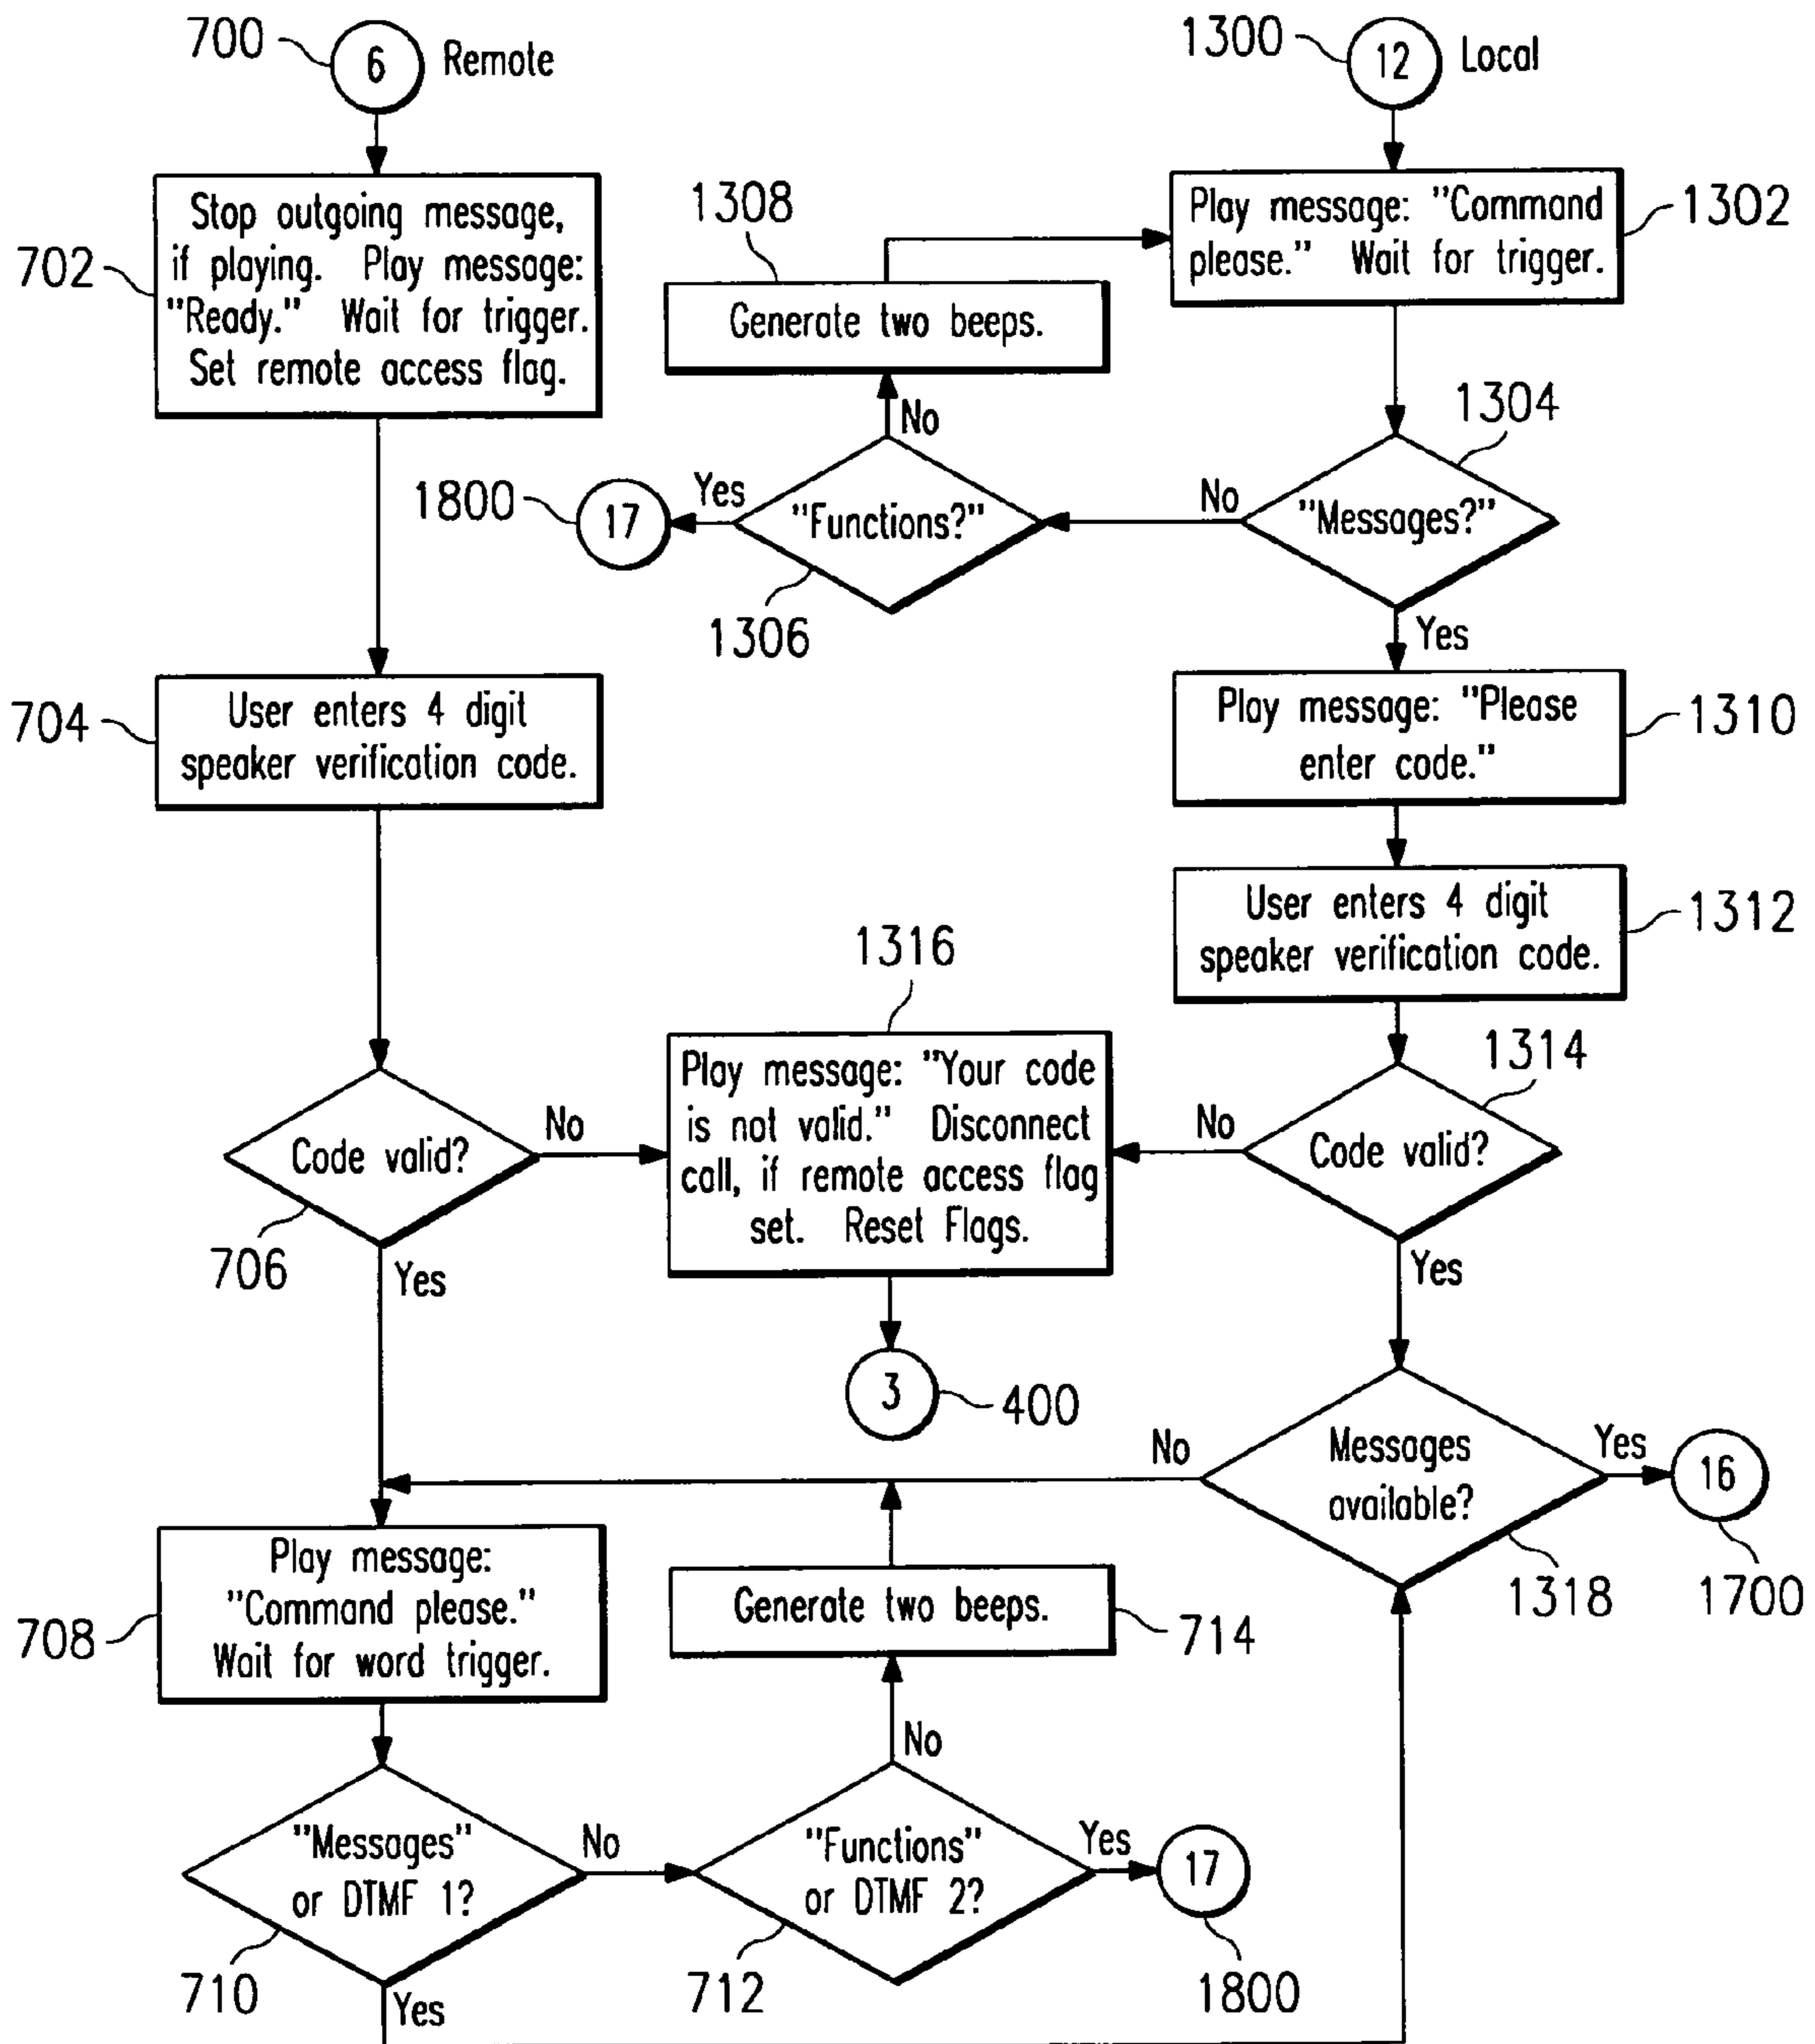 700
6
Remote
1300
12
Local
702
Stop outgoing message,
if playing. Play message:
"Ready." Wait for trigger.
Set remote access flag.
1308
Generate two beeps.
Play message: "Command
please." Wait for trigger.
1302
1304
No
1800
17
Yes
"Functions?"
No
"Messages?"
1306
Yes
704
User enters 4 digit
speaker verification code.
Play message: "Please
enter code."
1310
User enters 4 digit
speaker verification code.
1312
1316
Play message: "Your code
is not valid." Disconnect
call, if remote access flag
set. Reset Flags.
1314
Code valid?
No
No
Code valid?
706
Yes
Yes
3
400
No
Messages
available?
Yes
16
1700
1318
708
Play message:
"Command please."
Wait for word trigger.
Generate two beeps.
714
No
"Messages"
or DTMF 1?
No
"Functions"
or DTMF 2?
Yes
17
710
Yes
712
1800